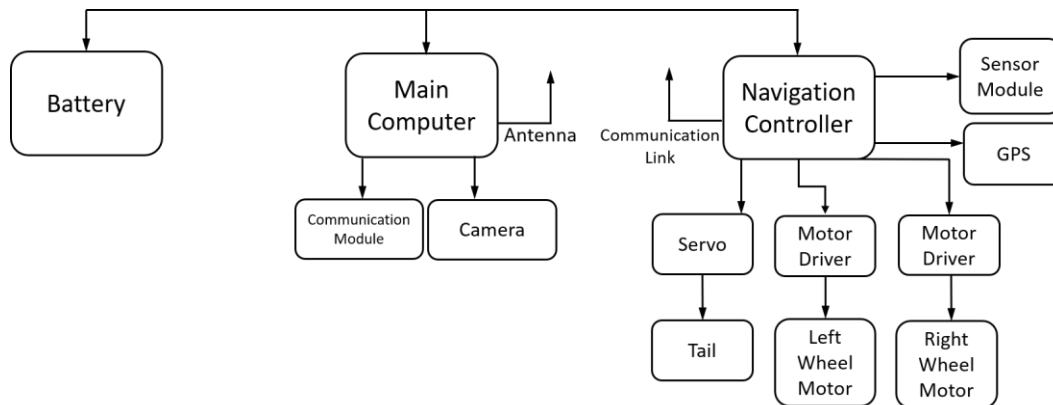 Battery
Main
Computer
Antenna
Communication
Link
Navigation
Controller
Sensor
Module
GPS
Communication
Module
Camera
Servo
Motor
Driver
Motor
Driver
Tail
Left
Wheel
Motor
Right
Wheel
Motor